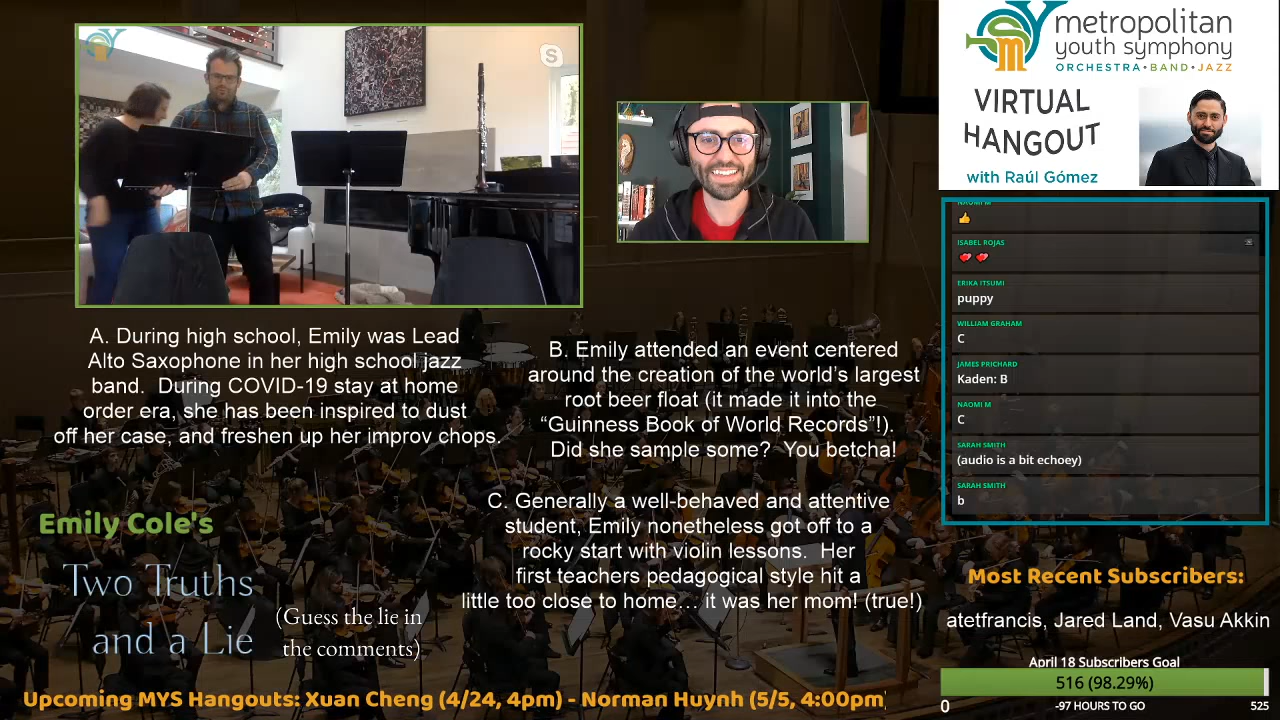 metropolitan
youth symphony
ORCHESTRA•BAND•JAZZ
VIRTUAL
HANGOUT
with Raúl Gómez
NAOMI M
👍
ISABEL ROJAS
ERIKA ITSUMI
puppy
WILLIAM GRAHAM
C
JAMES PRICHARD
Kaden: B
NAOMI M
C
SARAH SMITH
(audio is a bit echoey)
SARAH SMITH
b
A. During high school, Emily was Lead
Alto Saxophone in her high school jazz
band. During COVID-19 stay at home
order era, she has been inspired to dust
off her case, and freshen up her improv chops.
B. Emily attended an event centered
around the creation of the world's largest
root beer float (it made it into the
“Guinness Book of World Records”!).
Did she sample some? You betcha!
C. Generally a well-behaved and attentive
student, Emily nonetheless got off to a
rocky start with violin lessons. Her
first teachers pedagogical style hit a
little too close to home… it was her mom! (true!)
Emily Cole's
Two Truths
and a Lie
(Guess the lie in
the comments)
Most Recent Subscribers:
atetfrancis, Jared Land, Vasu Akkin
April 18 Subscribers Goal
516 (98.29%)
0 -97 HOURS TO GO 525
Upcoming MYS Hangouts: Xuan Cheng (4/24, 4pm) - Norman Huynh (5/5, 4:00pm)